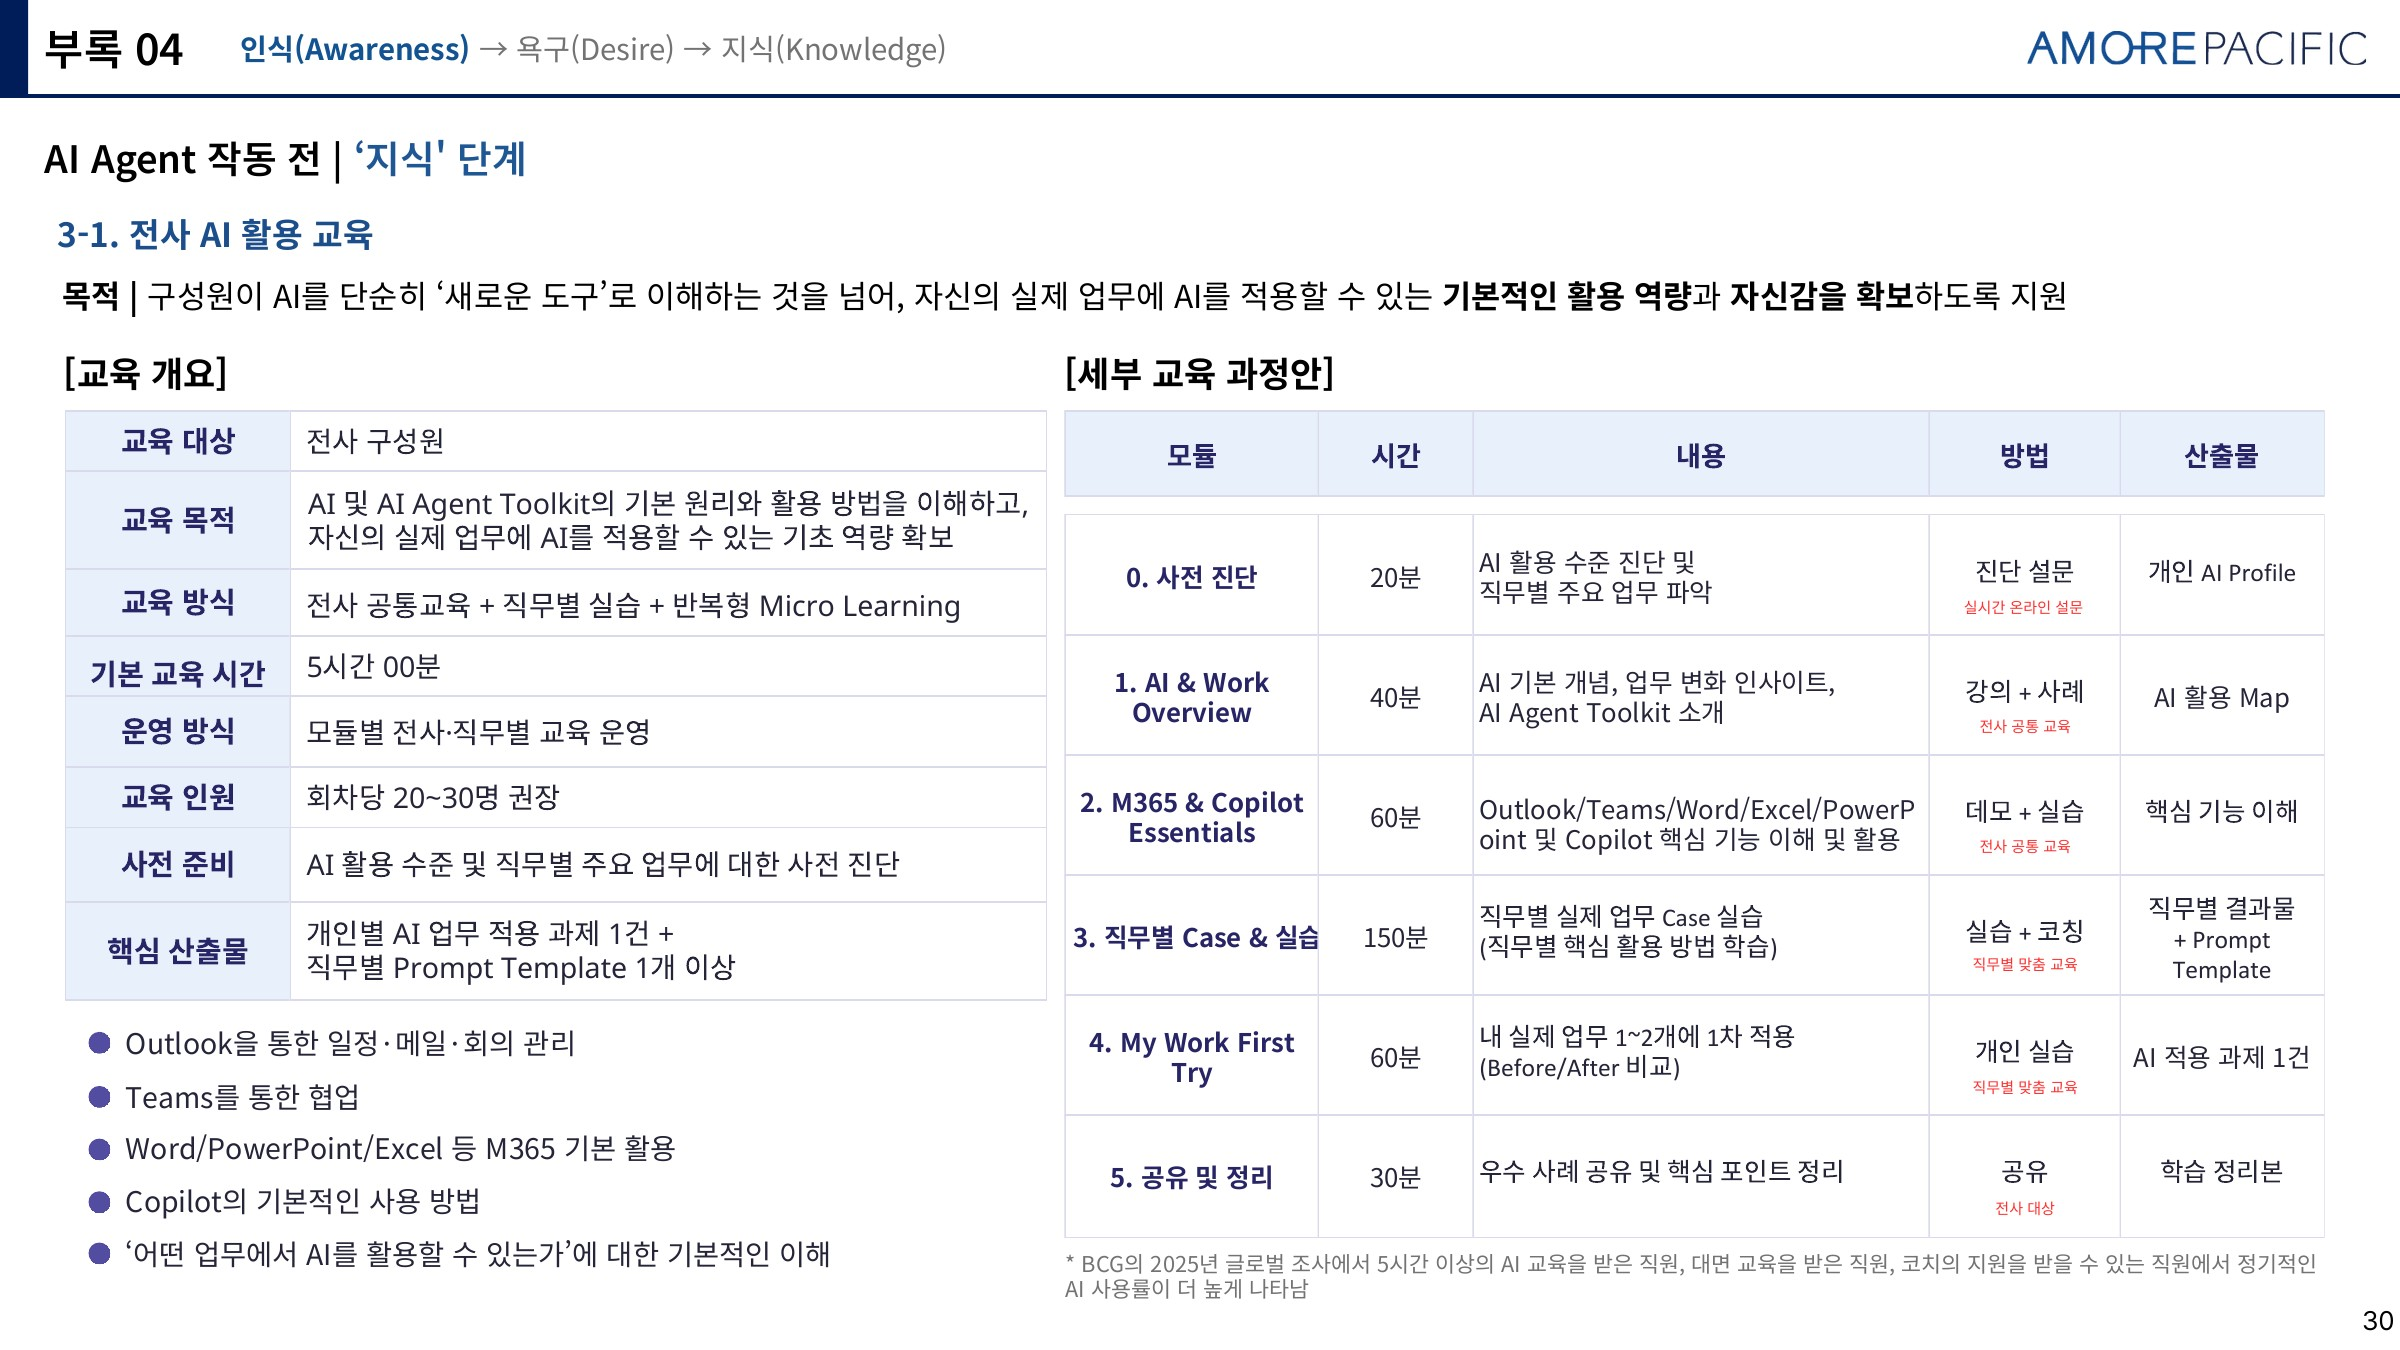 부록 04
인식(Awareness) → 욕구(Desire) → 지식(Knowledge)
AMOREPACIFIC
AI Agent 작동 전 | ‘지식' 단계
3-1. 전사 AI 활용 교육
목적 | 구성원이 AI를 단순히 ‘새로운 도구’로 이해하는 것을 넘어, 자신의 실제 업무에 AI를 적용할 수 있는 기본적인 활용 역량과 자신감을 확보하도록 지원
[교육 개요]
교육 대상
전사 구성원
교육 목적
AI 및 AI Agent Toolkit의 기본 원리와 활용 방법을 이해하고,
자신의 실제 업무에 AI를 적용할 수 있는 기초 역량 확보
교육 방식
전사 공통교육 + 직무별 실습 + 반복형 Micro Learning
기본 교육 시간
5시간 00분
운영 방식
모듈별 전사·직무별 교육 운영
교육 인원
회차당 20~30명 권장
사전 준비
AI 활용 수준 및 직무별 주요 업무에 대한 사전 진단
핵심 산출물
개인별 AI 업무 적용 과제 1건 +
직무별 Prompt Template 1개 이상
Outlook을 통한 일정·메일·회의 관리
Teams를 통한 협업
Word/PowerPoint/Excel 등 M365 기본 활용
Copilot의 기본적인 사용 방법
‘어떤 업무에서 AI를 활용할 수 있는가’에 대한 기본적인 이해
[세부 교육 과정안]
모듈
시간
내용
방법
산출물
0. 사전 진단
20분
AI 활용 수준 진단 및
직무별 주요 업무 파악
진단 설문
실시간 온라인 설문
개인 AI Profile
1. AI & Work
Overview
40분
AI 기본 개념, 업무 변화 인사이트,
AI Agent Toolkit 소개
강의 + 사례
전사 공통 교육
AI 활용 Map
2. M365 & Copilot
Essentials
60분
Outlook/Teams/Word/Excel/PowerP
oint 및 Copilot 핵심 기능 이해 및 활용
데모 + 실습
전사 공통 교육
핵심 기능 이해
3. 직무별 Case & 실습
150분
직무별 실제 업무 Case 실습
(직무별 핵심 활용 방법 학습)
실습 + 코칭
직무별 맞춤 교육
직무별 결과물
+ Prompt
Template
4. My Work First
Try
60분
내 실제 업무 1~2개에 1차 적용
(Before/After 비교)
개인 실습
직무별 맞춤 교육
AI 적용 과제 1건
5. 공유 및 정리
30분
우수 사례 공유 및 핵심 포인트 정리
공유
전사 대상
학습 정리본
* BCG의 2025년 글로벌 조사에서 5시간 이상의 AI 교육을 받은 직원, 대면 교육을 받은 직원, 코치의 지원을 받을 수 있는 직원에서 정기적인
AI 사용률이 더 높게 나타남
30